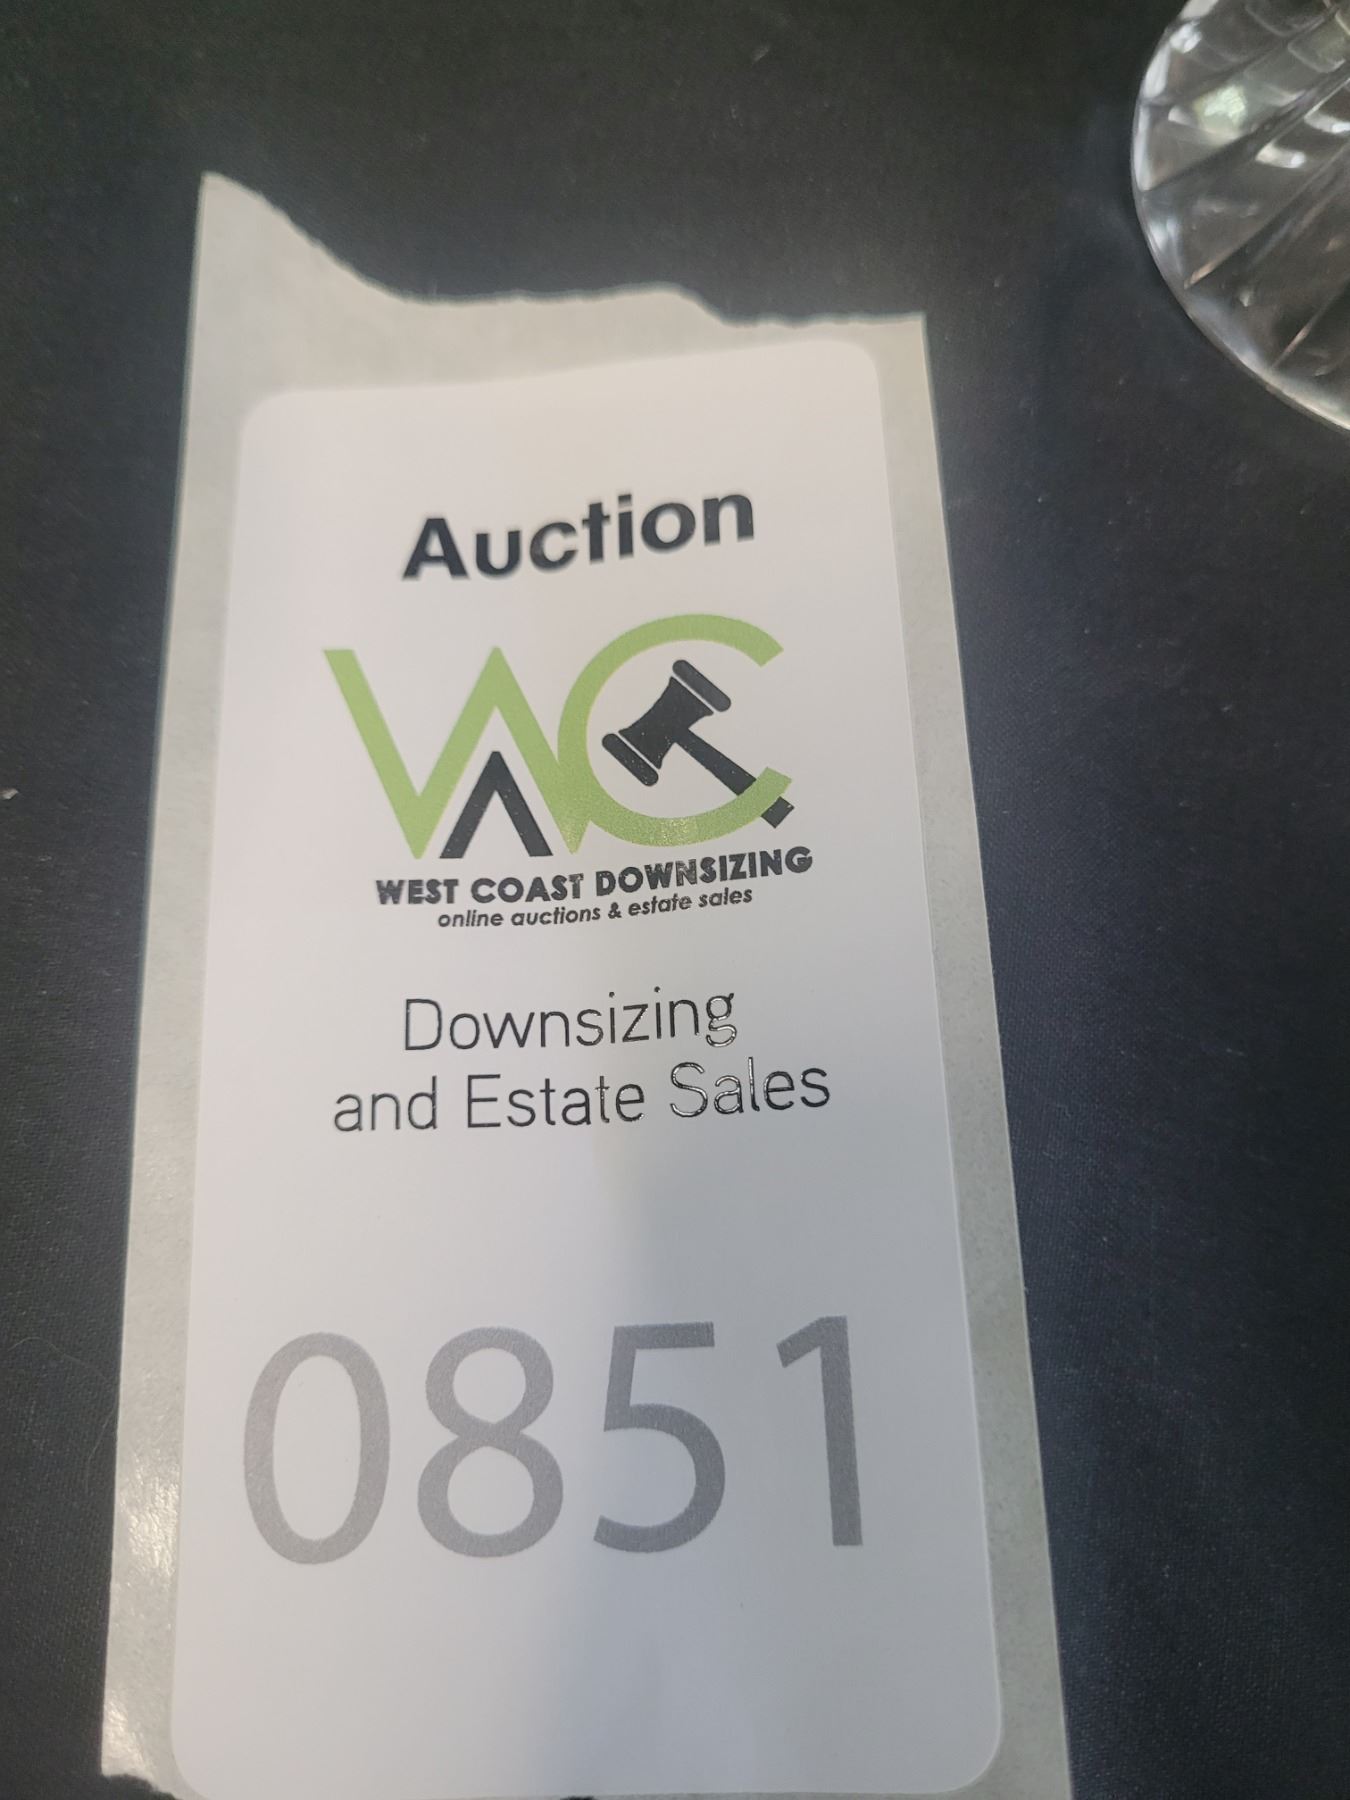 Auction
WC
WEST COAST DOWNSIZING
online auctions & estate sales
Downsizing
and Estate Sales
0851